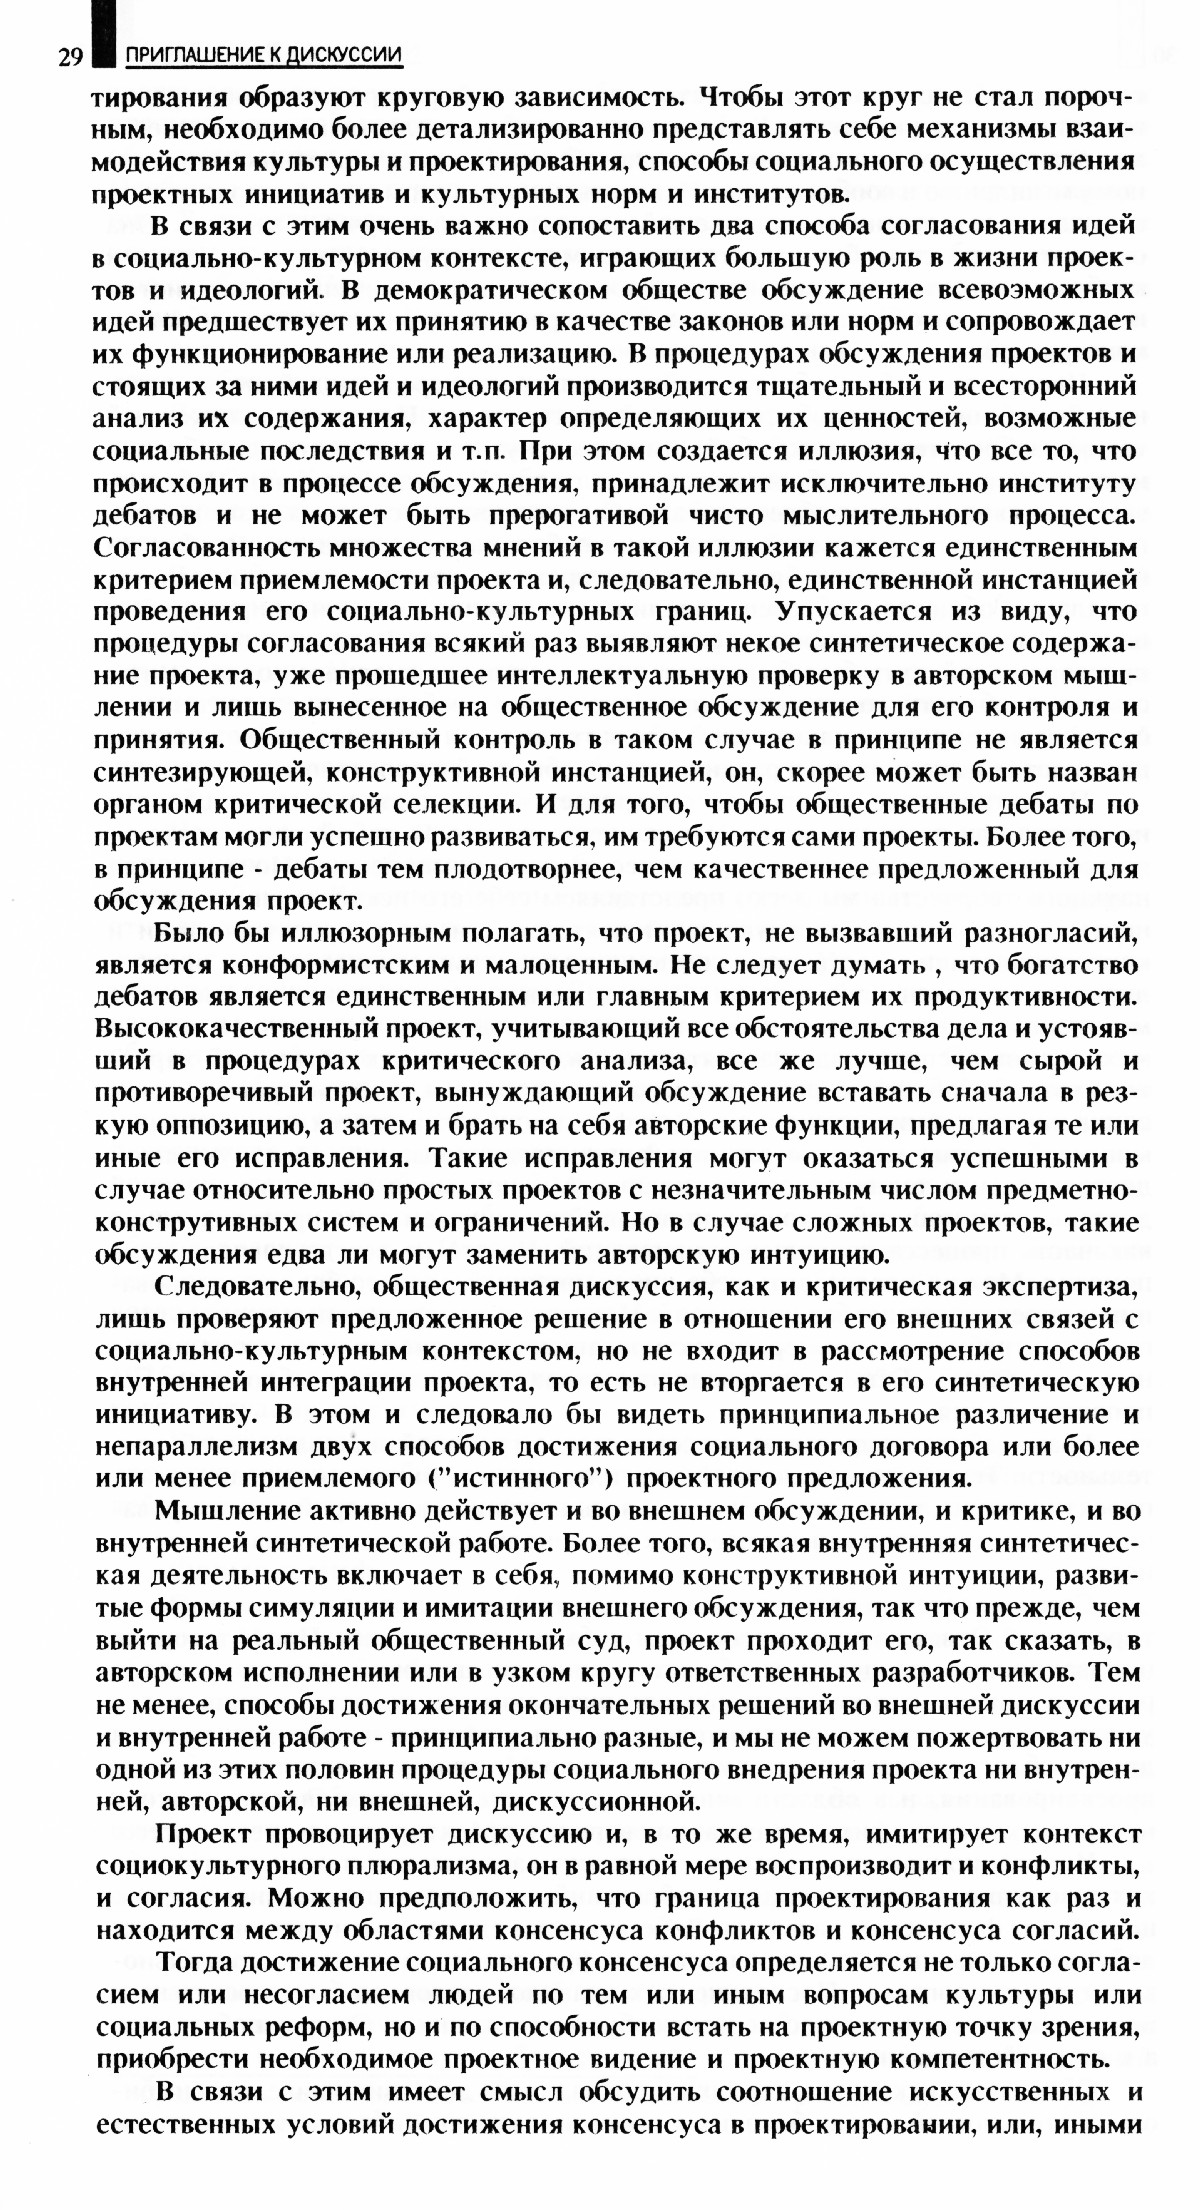 29 ПРИГЛАШЕНИЕ К ДИСКУССИИ
тирования образуют круговую зависимость. Чтобы этот круг не стал пороч-
ным, необходимо более детализированно представлять себе механизмы взаи-
модействия культуры и проектирования, способы социального осуществления
проектных инициатив и культурных норм и институтов.
В связи с этим очень важно сопоставить два способа согласования идей
в социально-культурном контексте, играющих большую роль в жизни проек-
тов и идеологий. В демократическом обществе обсуждение всевоэможных
идей предшествует их принятию в качестве законов или норм и сопровождает
их функционирование или реализацию. В процедурах обсуждения проектов и
стоящих за ними идей и идеологий производится тщательный и всесторонний
анализ их содержания, характер определяющих их ценностей, возможные
социальные последствия и т.п. При этом создается иллюзия, что все то, что
происходит в процессе обсуждения, принадлежит исключительно институту
дебатов и не может быть прерогативой чисто мыслительного процесса.
Согласованность множества мнений в такой иллюзии кажется единственным
критерием приемлемости проекта и, следовательно, единственной инстанцией
проведения его социально-культурных границ. Упускается из виду, что
процедуры согласования всякий раз выявляют некое синтетическое содержа-
ние проекта, уже прошедшее интеллектуальную проверку в авторском мыш-
лении и лишь вынесенное на общественное обсуждение для его контроля и
принятия. Общественный контроль в таком случае в принципе не является
синтезирующей, конструктивной инстанцией, он, скорее может быть назван
органом критической селекции. И для того, чтобы общественные дебаты по
проектам могли успешно развиваться, им требуются сами проекты. Более того,
в принципе - дебаты тем плодотворнее, чем качественнее предложенный для
обсуждения проект.
Было бы иллюзорным полагать, что проект, не вызвавший разногласий,
является конформистским и малоценным. Не следует думать , что богатство
дебатов является единственным или главным критерием их продуктивности.
Высококачественный проект, учитывающий все обстоятельства дела и устояв-
ший в процедурах критического анализа, все же лучше, чем сырой и
противоречивый проект, вынуждающий обсуждение вставать сначала в рез-
кую оппозицию, а затем и брать на себя авторские функции, предлагая те или
иные его исправления. Такие исправления могут оказаться успешными в
случае относительно простых проектов с незначительным числом предметно-
конструтивных систем и ограничений. Но в случае сложных проектов, такие
обсуждения едва ли могут заменить авторскую интуицию.
Следовательно, общественная дискуссия, как и критическая экспертиза,
лишь проверяют предложенное решение в отношении его внешних связей с
социально-культурным контекстом, но не входит в рассмотрение способов
внутренней интеграции проекта, то есть не вторгается в его синтетическую
инициативу. В этом и следовало бы видеть принципиальное различение и
непараллелизм двух способов достижения социального договора или более
или менее приемлемого ("истинного") проектного предложения.
Мышление активно действует и во внешнем обсуждении, и критике, и во
внутренней синтетической работе. Более того, всякая внутренняя синтетичес-
кая деятельность включает в себя, помимо конструктивной интуиции, разви-
тые формы симуляции и имитации внешнего обсуждения, так что прежде, чем
выйти на реальный общественный суд, проект проходит его, так сказать, в
авторском исполнении или в узком кругу ответственных разработчиков. Тем
не менее, способы достижения окончательных решений во внешней дискуссии
и внутренней работе - принципиально разные, и мы не можем пожертвовать ни
одной из этих половин процедуры социального внедрения проекта ни внутрен-
ней, авторской, ни внешней, дискуссионной.
Проект провоцирует дискуссию и, в то же время, имитирует контекст
социокультурного плюрализма, он в равной мере воспроизводит и конфликты,
и согласия. Можно предположить, что граница проектирования как раз и
находится между областями консенсуса конфликтов и консенсуса согласий.
Тогда достижение социального консенсуса определяется не только согла-
сием или несогласием людей по тем или иным вопросам культуры или
социальных реформ, но и по способности встать на проектную точку зрения,
приобрести необходимое проектное видение и проектную компетентность.
В связи с этим имеет смысл обсудить соотношение искусственных и
естественных условий достижения консенсуса в проектировании, или, иными